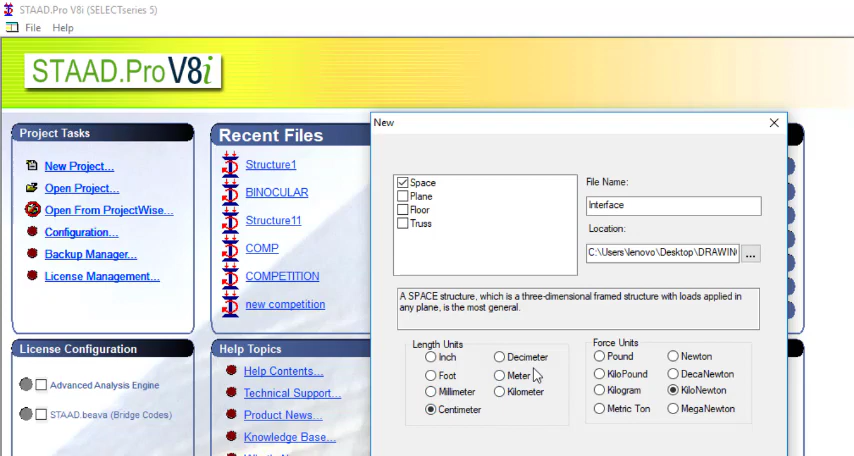 STAAD.Pro V8i (SELECTseries 5)
File Help
STAAD.Pro V8i
Project Tasks
New Project...
Open Project...
Open From ProjectWise...
Configuration...
Backup Manager...
License Management...
Recent Files
Structure1
BINOCULAR
Structure11
COMP
COMPETITION
new competition
License Configuration
Advanced Analysis Engine
STAAD.beava (Bridge Codes)
Help Topics
Help Contents...
Technical Support...
Product News...
Knowledge Base...
New
Space
Plane
Floor
Truss
File Name:
Interface
Location:
C:\Users\lenovo\Desktop\DRAWIN
...
A SPACE structure, which is a three-dimensional framed structure with loads applied in
any plane, is the most general.
Length Units
Inch
Foot
Millimeter
Centimeter
Decimeter
Meter
Kilometer
Force Units
Pound
KiloPound
Kilogram
Metric Ton
Newton
DecaNewton
KiloNewton
MegaNewton